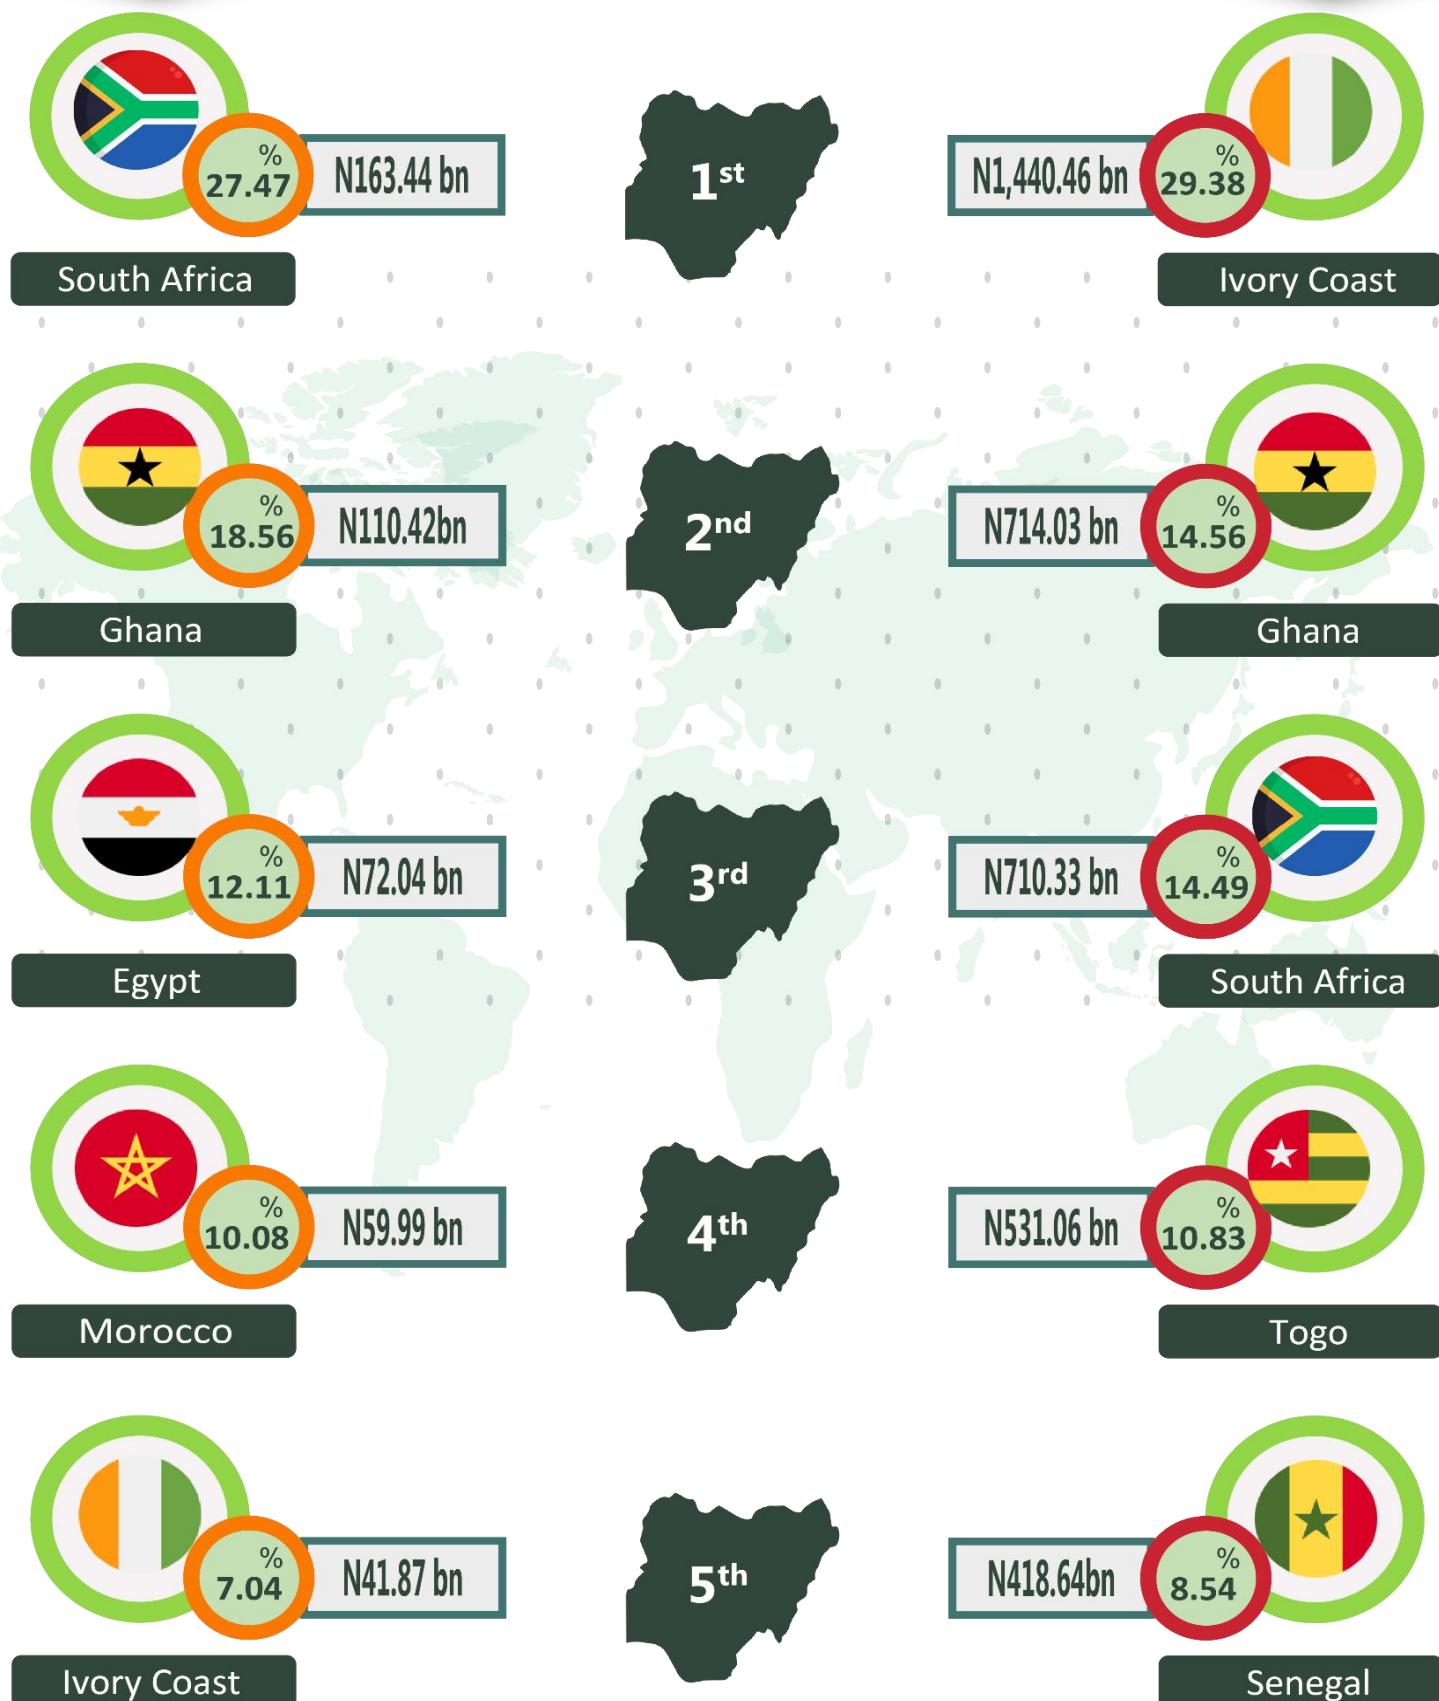 %
27.47
N163.44 bn
1st
N1,440.46 bn
%
29.38
South Africa
Ivory Coast
%
18.56
N110.42bn
2nd
N714.03 bn
%
14.56
Ghana
Ghana
%
12.11
N72.04 bn
3rd
N710.33 bn
%
14.49
Egypt
South Africa
%
10.08
N59.99 bn
4th
N531.06 bn
%
10.83
Morocco
Togo
%
7.04
N41.87 bn
5th
N418.64bn
%
8.54
Ivory Coast
Senegal